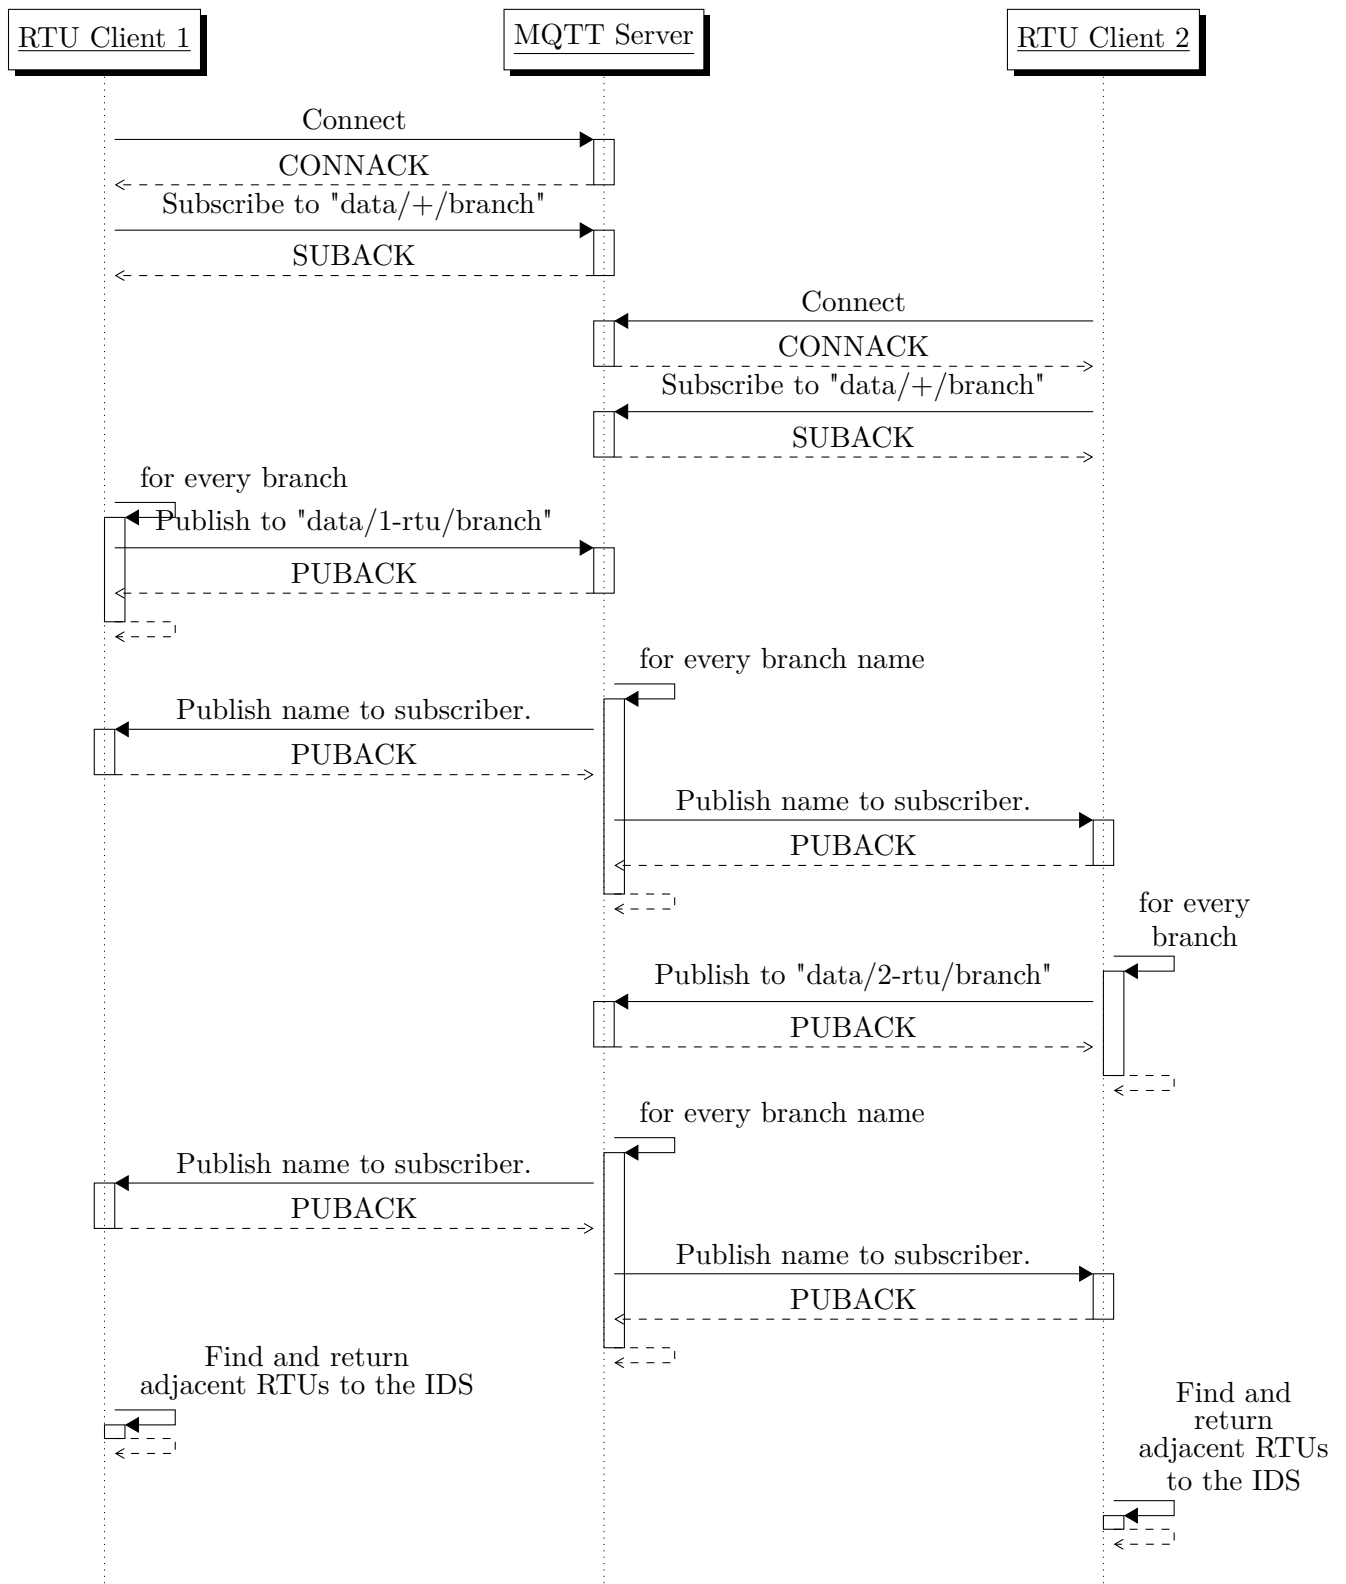 RTU Client 1
MQTT Server
RTU Client 2
Connect
CONNACK
Subscribe to "data/+/branch"
SUBACK
Connect
CONNACK
Subscribe to "data/+/branch"
SUBACK
for every branch
Publish to "data/1-rtu/branch"
PUBACK
for every branch name
Publish name to subscriber.
PUBACK
Publish name to subscriber.
PUBACK
for every
branch
Publish to "data/2-rtu/branch"
PUBACK
for every branch name
Publish name to subscriber.
PUBACK
Publish name to subscriber.
PUBACK
Find and return
adjacent RTUs to the IDS
Find and
return
adjacent RTUs
to the IDS